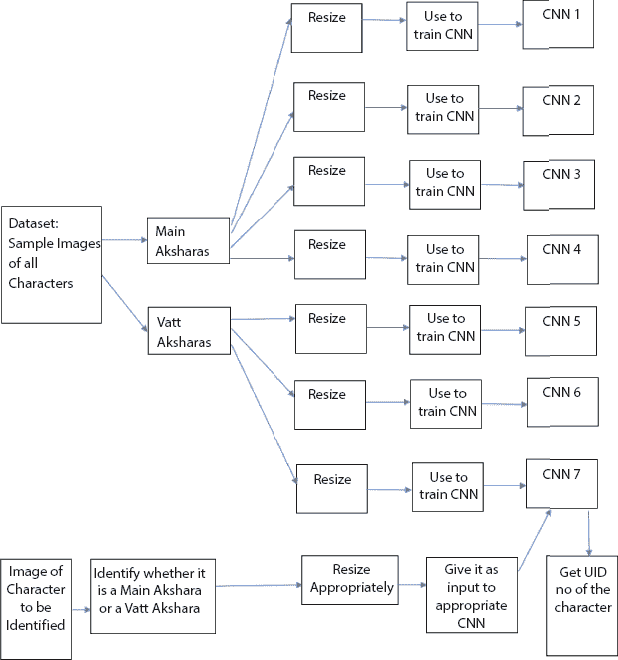 Resize
Use to
train CNN
CNN 1
Resize
Use to
train CNN
CNN 2
Resize
Use to
train CNN
CNN 3
Dataset:
Sample Images
of all
Characters
Main
Aksharas
Resize
Use to
train CNN
CNN 4
Vatt
Aksharas
Resize
Use to
train CNN
CNN 5
Resize
Use to
train CNN
CNN 6
Resize
Use to
train CNN
CNN 7
Image of
Character
to be
Identified
Identify whether it
is a Main Akshara
or a Vatt Akshara
Resize
Appropriately
Give it as
input to
appropriate
CNN
Get UID
no of the
character